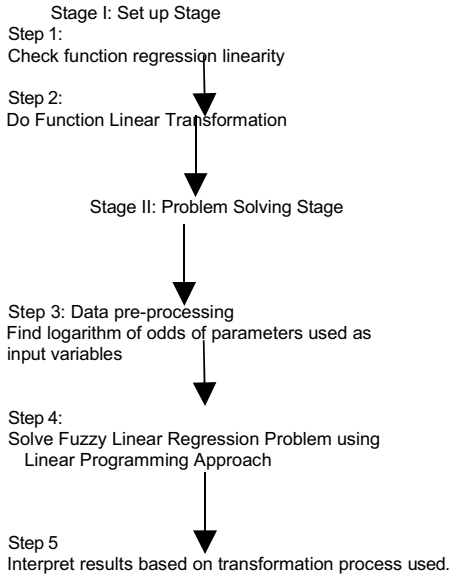 Stage I: Set up Stage
Step 1:
Check function regression linearity
Step 2:
Do Function Linear Transformation
Stage II: Problem Solving Stage
Step 3: Data pre-processing
Find logarithm of odds of parameters used as
input variables
Step 4:
Solve Fuzzy Linear Regression Problem using
Linear Programming Approach
Step 5
Interpret results based on transformation process used.